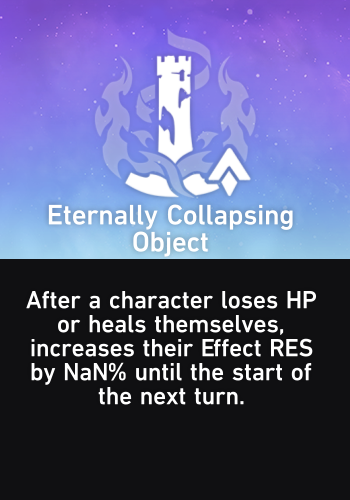 Eternally Collapsing
Object
After a character loses HP
or heals themselves,
increases their Effect RES
by NaN% until the start of
the next turn.